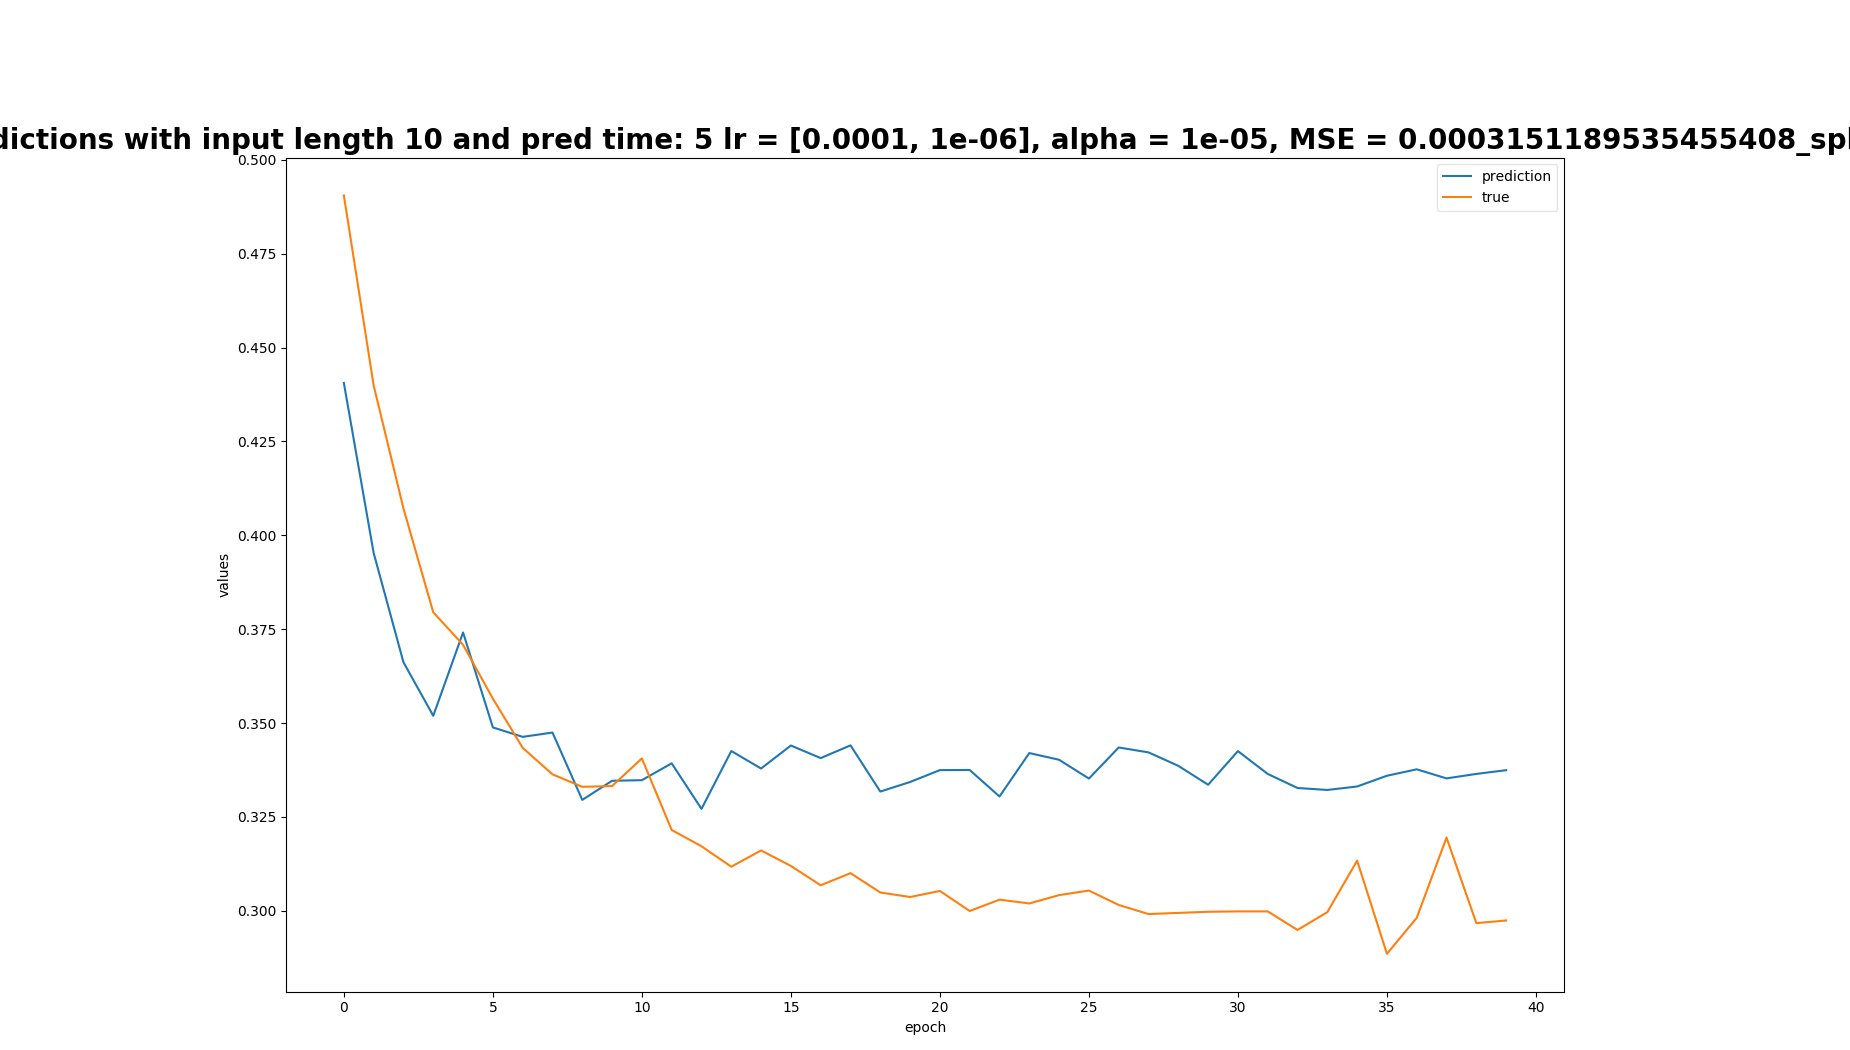 dictions with input length 10 and pred time: 5 lr = [0.0001, 1e-06], alpha = 1e-05, MSE = 0.0003151189535455408_spl
prediction
true
0.500
0.475
0.450
0.425
0.400
0.375
0.350
0.325
0.300
values
0 5 10 15 20 25 30 35 40
epoch